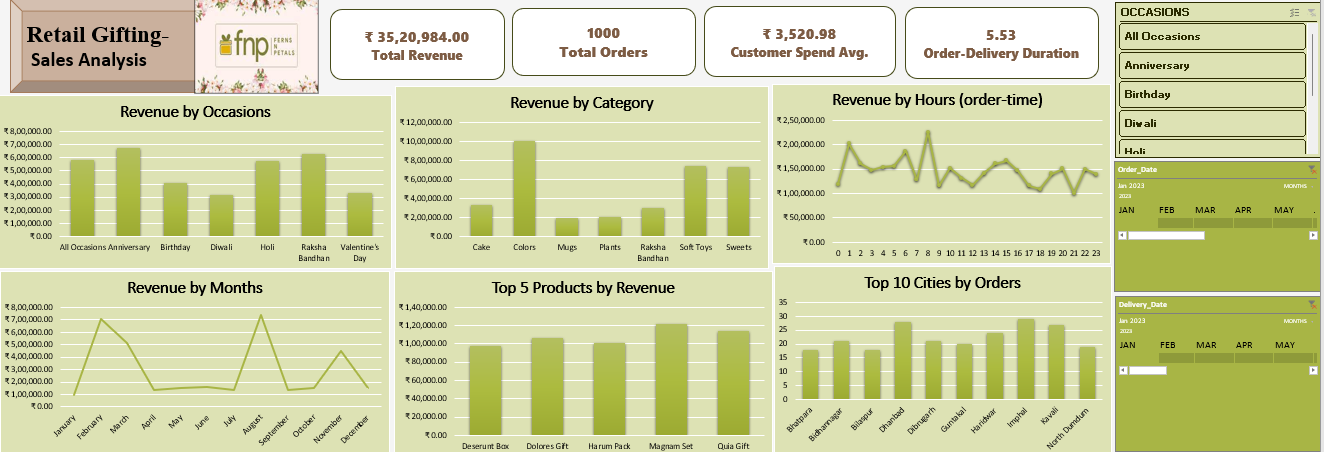 Retail Gifting-
Sales Analysis
fnp FERNS
N
PETALS
₹ 35,20,984.00
Total Revenue
1000
Total Orders
₹ 3,520.98
Customer Spend Avg.
5.53
Order-Delivery Duration
OCCASIONS
All Occasions
Anniversary
Birthday
Diwali
Holi
Revenue by Occasions
₹ 8,00,000.00
₹ 7,00,000.00
₹ 6,00,000.00
₹ 5,00,000.00
₹ 4,00,000.00
₹ 3,00,000.00
₹ 2,00,000.00
₹ 1,00,000.00
₹ 0.00
All Occasions Anniversary Birthday Diwali Holi Raksha Bandhan Valentine's Day
Revenue by Category
₹ 12,00,000.00
₹ 10,00,000.00
₹ 8,00,000.00
₹ 6,00,000.00
₹ 4,00,000.00
₹ 2,00,000.00
₹ 0.00
Cake Colors Mugs Plants Raksha Bandhan Soft Toys Sweets
Revenue by Hours (order-time)
₹ 2,50,000.00
₹ 2,00,000.00
₹ 1,50,000.00
₹ 1,00,000.00
₹ 50,000.00
₹ 0.00
0 1 2 3 4 5 6 7 8 9 10 11 12 13 14 15 16 17 18 19 20 21 22 23
Order_Date
Jan 2023 MONTHS
2023
JAN FEB MAR APR MAY
Revenue by Months
₹ 8,00,000.00
₹ 7,00,000.00
₹ 6,00,000.00
₹ 5,00,000.00
₹ 4,00,000.00
₹ 3,00,000.00
₹ 2,00,000.00
₹ 1,00,000.00
₹ 0.00
January February March April May June July August September October November December
Top 5 Products by Revenue
₹ 1,40,000.00
₹ 1,20,000.00
₹ 1,00,000.00
₹ 80,000.00
₹ 60,000.00
₹ 40,000.00
₹ 20,000.00
₹ 0.00
Deserunt Box Dolores Gift Harum Pack Magnam Set Quia Gift
Top 10 Cities by Orders
35
30
25
20
15
10
5
0
Bhatpara Bidhannagar Bilaspur Dhanbad Dibrugarh Guntakal Haridwar Imphal Kavali North Dumdum
Delivery_Date
Jan 2023 MONTHS
2023
JAN FEB MAR APR MAY